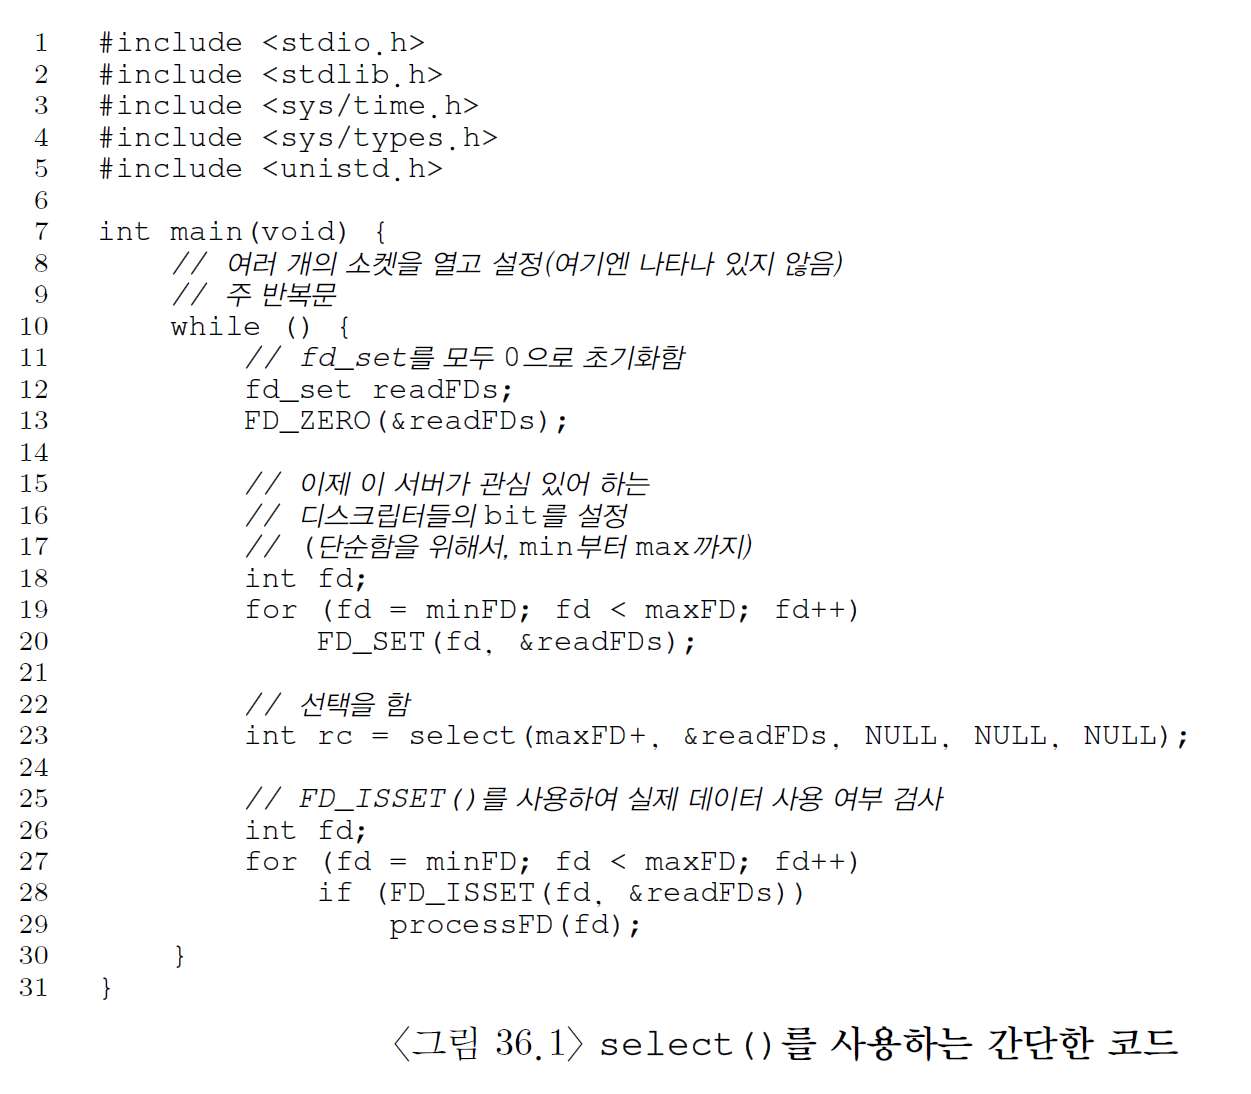 1 #include <stdio.h>
2 #include <stdlib.h>
3 #include <sys/time.h>
4 #include <sys/types.h>
5 #include <unistd.h>
6
7 int main(void) {
8     // 여러 개의 소켓을 열고 설정(여기엔 나타나 있지 않음)
9     // 주 반복문
10     while () {
11         // fd_set를 모두 0으로 초기화함
12         fd_set readFDs;
13         FD_ZERO(&readFDs);
14
15         // 이제 이 서버가 관심 있어 하는
16         // 디스크립터들의 bit를 설정
17         // (단순함을 위해서, min부터 max까지)
18         int fd;
19         for (fd = minFD; fd < maxFD; fd++)
20             FD_SET(fd, &readFDs);
21
22         // 선택을 함
23         int rc = select(maxFD+, &readFDs, NULL, NULL, NULL);
24
25         // FD_ISSET()를 사용하여 실제 데이터 사용 여부 검사
26         int fd;
27         for (fd = minFD; fd < maxFD; fd++)
28             if (FD_ISSET(fd, &readFDs))
29                 processFD(fd);
30     }
31 }
〈그림 36.1〉 select()를 사용하는 간단한 코드